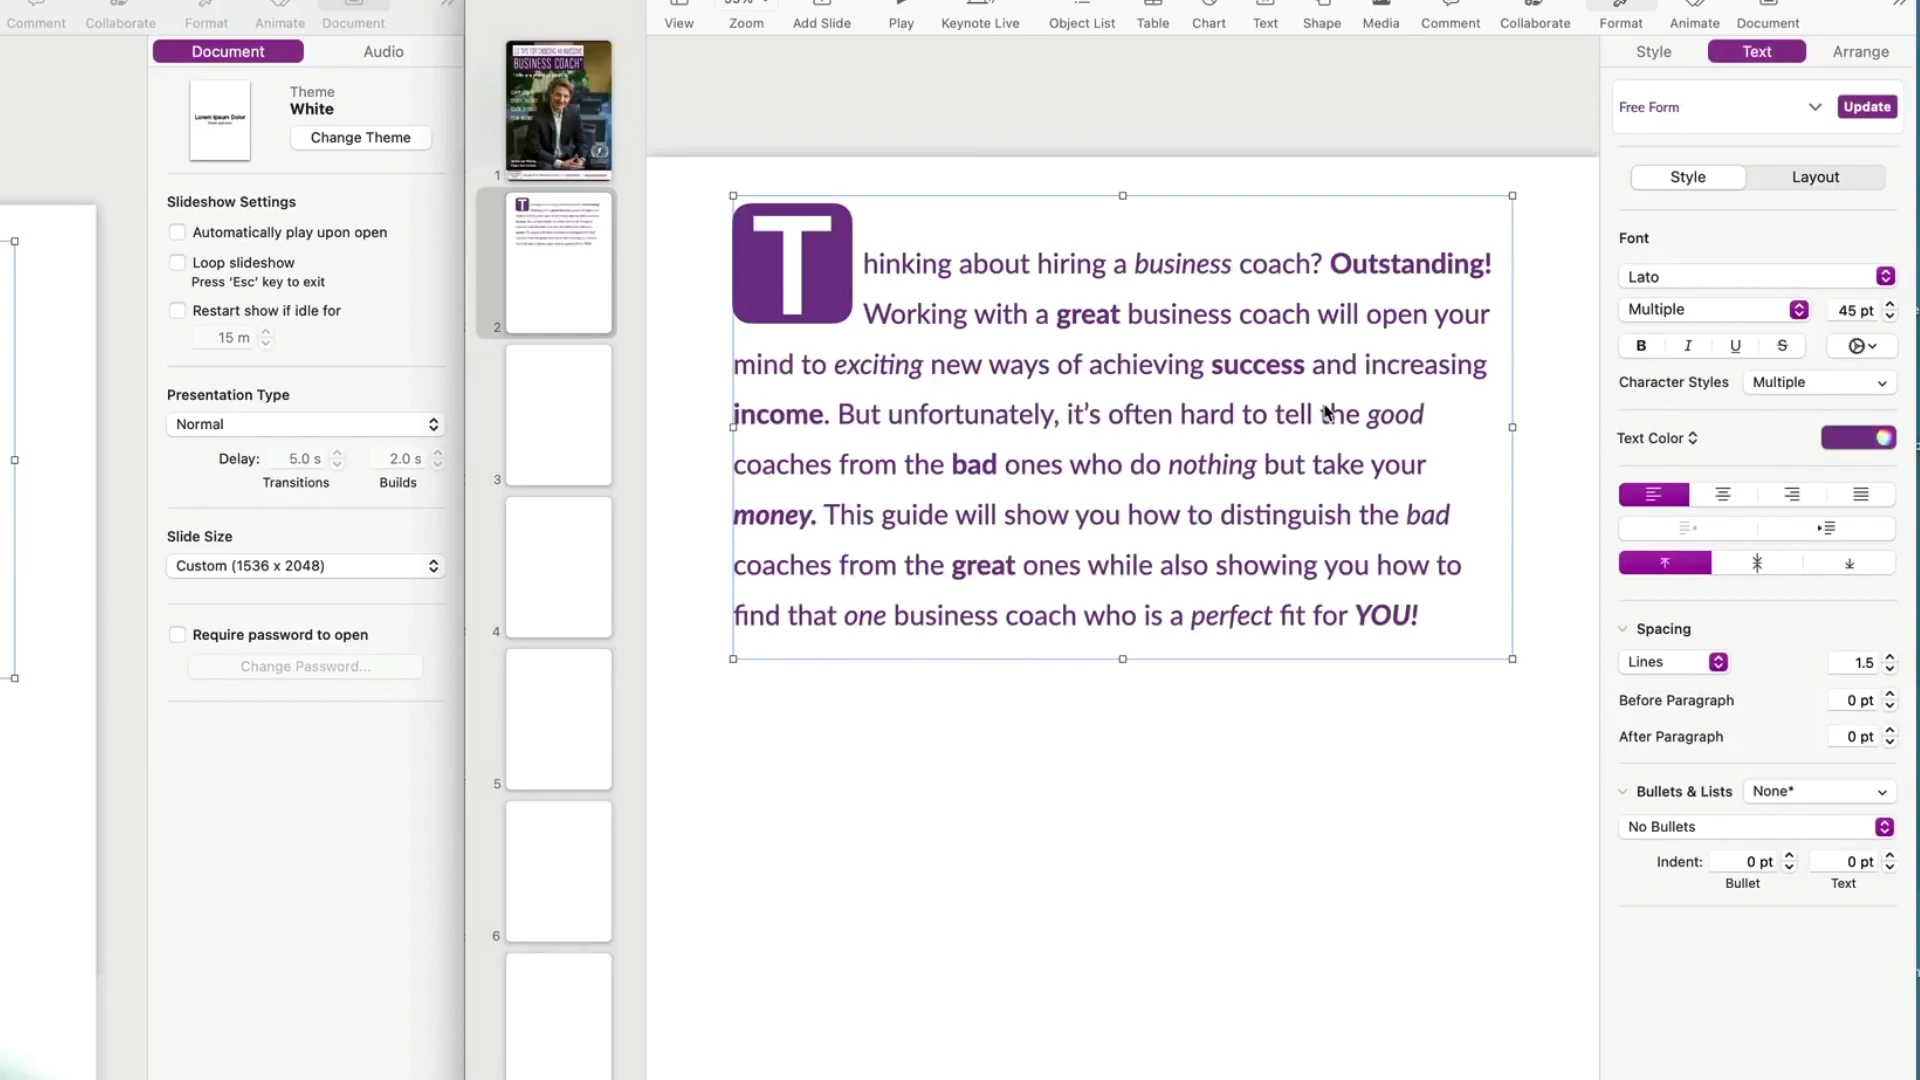 Comment Collaborate Format Animate Document
Document Audio
Theme
White
Change Theme
Lorem Ipsum Dolor
Slideshow Settings
Automatically play upon open
Loop slideshow
Press ‘Esc’ key to exit
Restart show if idle for
15 m
Presentation Type
Normal
Delay: 5.0 s 2.0 s
Transitions Builds
Slide Size
Custom (1536 x 2048)
Require password to open
Change Password...
BUSINESS COACH"
1
2
3
4
5
6
View Zoom Add Slide Play Keynote Live Object List Table Chart Text Shape Media Comment Collaborate Format Animate Document
Thinking about hiring a business coach? Outstanding!
Working with a great business coach will open your
mind to exciting new ways of achieving success and increasing
income. But unfortunately, it’s often hard to tell the good
coaches from the bad ones who do nothing but take your
money. This guide will show you how to distinguish the bad
coaches from the great ones while also showing you how to
find that one business coach who is a perfect fit for YOU!
Style Text Arrange
Free Form Update
Style Layout
Font
Lato
Multiple 45 pt
B I U S
Character Styles Multiple
Text Color
Spacing
Lines 1.5
Before Paragraph 0 pt
After Paragraph 0 pt
Bullets & Lists None*
No Bullets
Indent: 0 pt 0 pt
Bullet Text